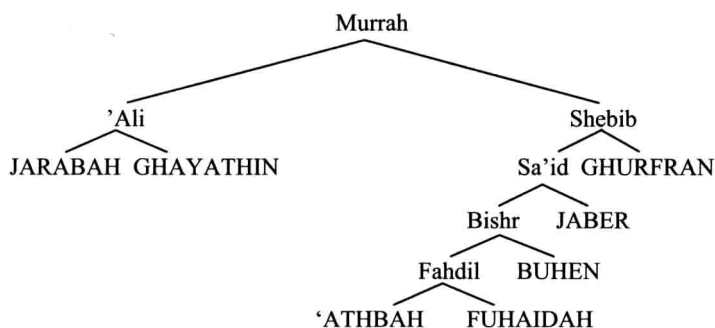 Murrah
’Ali Shebib
JARABAH GHAYATHIN Sa’id GHURFRAN
Bishr JABER
Fahdil BUHEN
‘ATHBAH FUHAIDAH